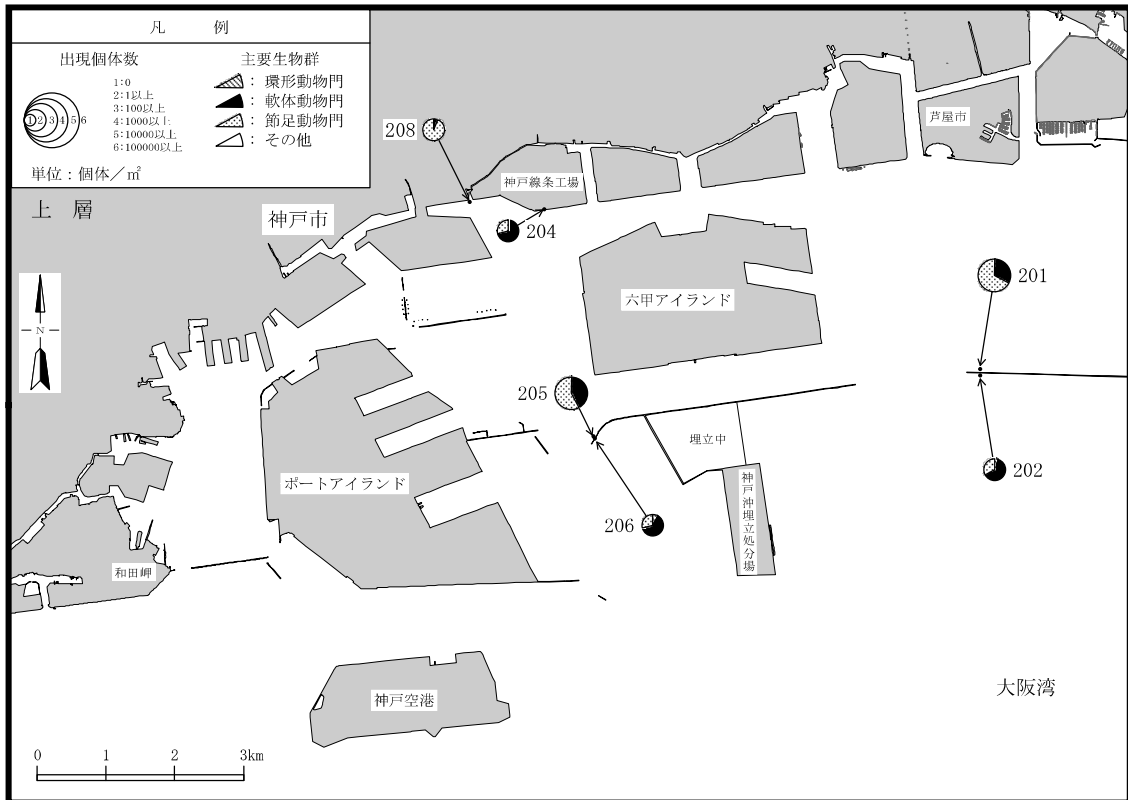 凡 例
出現個体数
1:0
2:1以上
3:100以上
4:1000以上
5:10000以上
6:100000以上
1 2 3 4 5 6
単位：個体／㎡
主要生物群
：環形動物門
：軟体動物門
：節足動物門
：その他
上 層
208
神戸線条工場
芦屋市
神戸市
204
201
N
六甲アイランド
205
埋立中
202
ポートアイランド
神戸沖埋立処分場
206
和田岬
大阪湾
神戸空港
0 1 2 3km